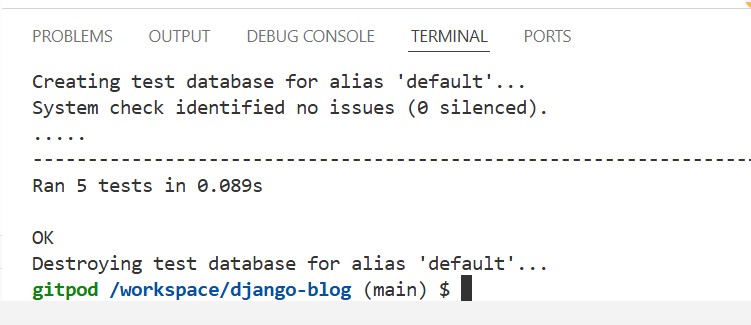 PROBLEMS OUTPUT DEBUG CONSOLE TERMINAL PORTS
Creating test database for alias 'default'...
System check identified no issues (0 silenced).
.....
----------------------------------------------------------------------
Ran 5 tests in 0.089s
OK
Destroying test database for alias 'default'...
gitpod /workspace/django-blog (main) $